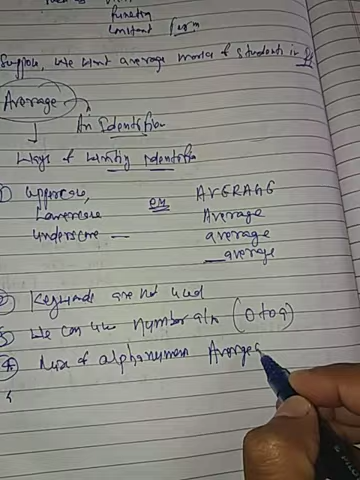 Function
Constant Form
Suppose, We want average marks of students in
Average
An Identifier
Ways of Writing identifier
① Uppercase, OR AVERAGE
Lowercase Average
Underscore — average
_average
② Keywords are not used
③ We can use Number also (0 to 9)
④ Mix of alphanumeric Average